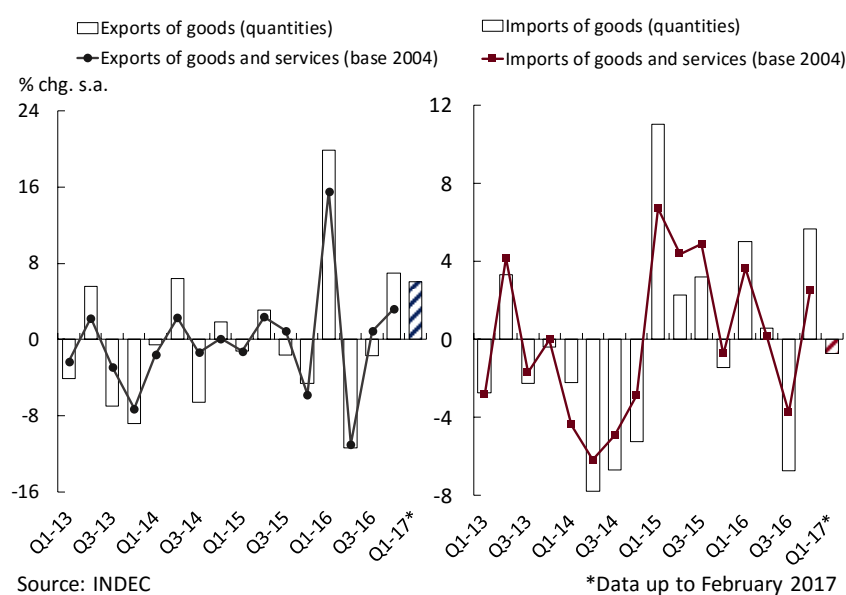 Exports of goods (quantities)
Exports of goods and services (base 2004)
Imports of goods (quantities)
Imports of goods and services (base 2004)
% chg. s.a.
24
16
8
0
-8
-16
Q1-13
Q3-13
Q1-14
Q3-14
Q1-15
Q3-15
Q1-16
Q3-16
Q1-17*
12
8
4
0
-4
-8
Q1-13
Q3-13
Q1-14
Q3-14
Q1-15
Q3-15
Q1-16
Q3-16
Q1-17*
Source: INDEC
*Data up to February 2017